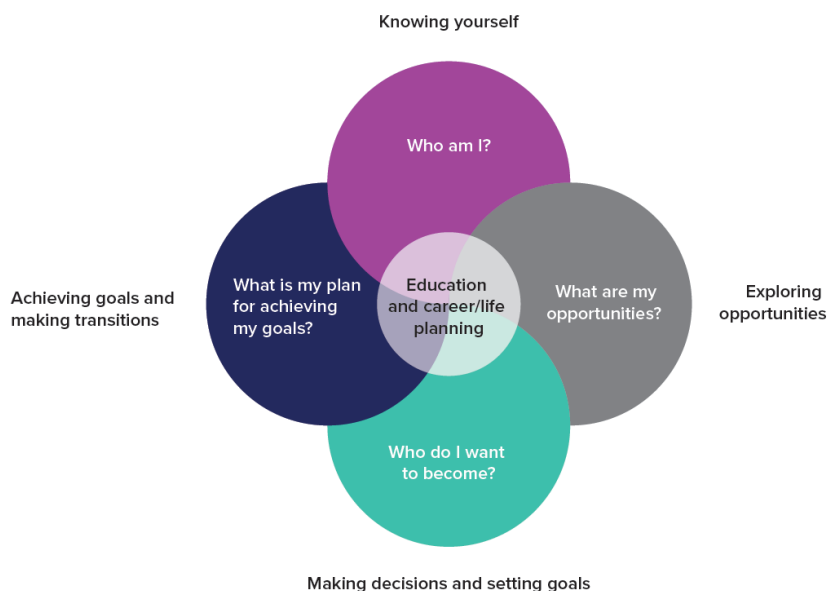 Knowing yourself
Who am I?
Achieving goals and
making transitions
What is my plan
for achieving
my goals?
Education
and career/life
planning
What are my
opportunities?
Exploring
opportunities
Who do I want
to become?
Making decisions and setting goals